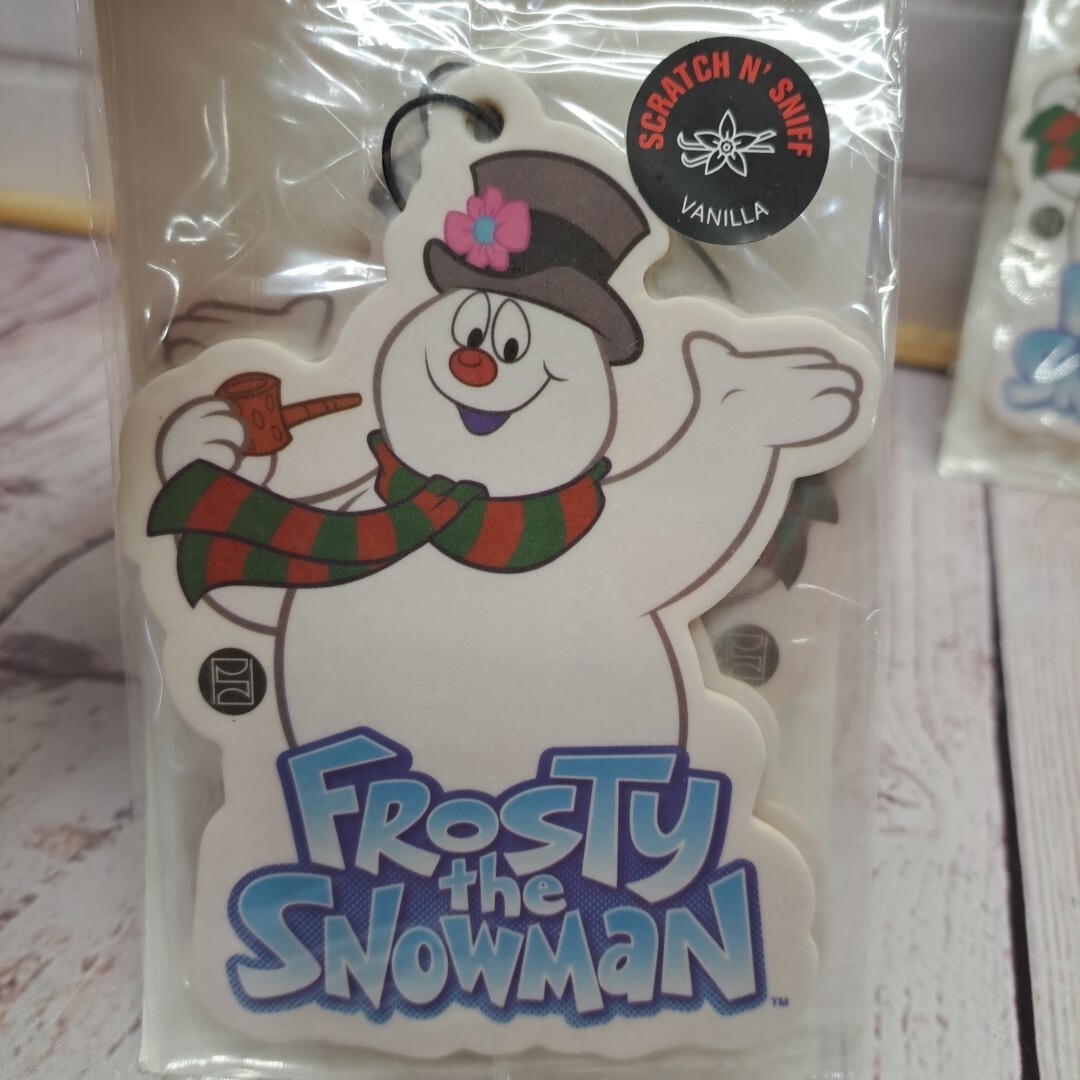 SCRATCH N' SNIFF
VANILLA
FROSTY
the
SNOWMAN
TM